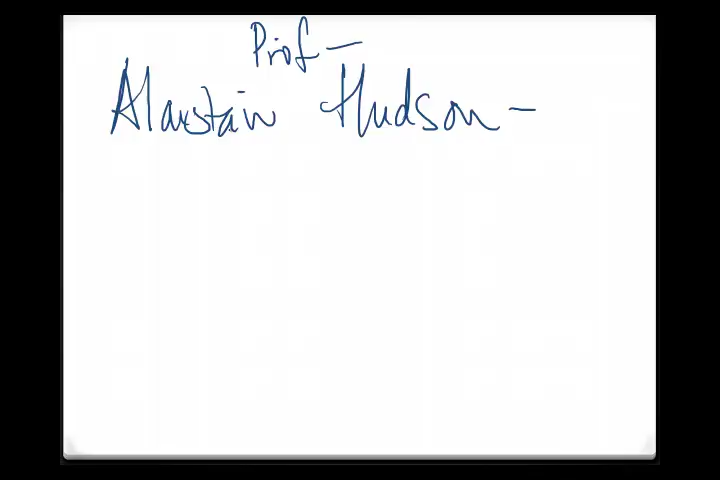 Prof —
Alastair Hudson —